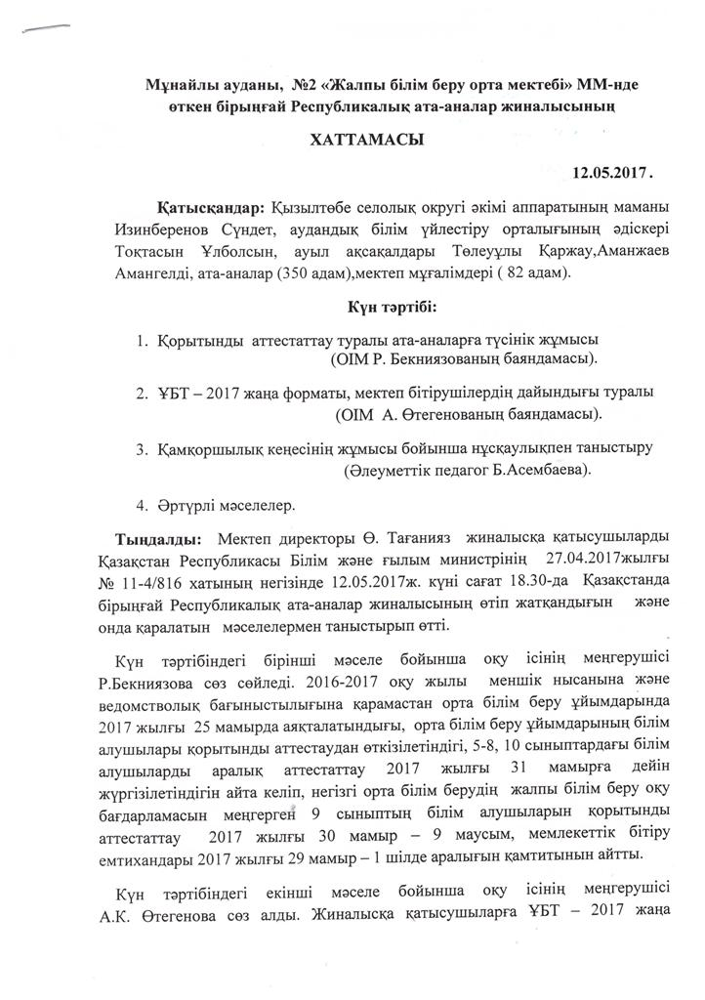 Мұнайлы ауданы, №2 «Жалпы білім беру орта мектебі» ММ-нде
өткен бірыңғай Республикалық ата-аналар жиналысының
ХАТТАМАСЫ
12.05.2017.
Қатысқандар: Қызылтөбе селолық округі әкімі аппаратының маманы
Изинберенов Сүндет, аудандық білім үйлестіру орталығының әдіскері
Тоқтасын Ұлболсын, ауыл ақсақалдары Төлеуұлы Қаржау,Аманжаев
Амангелді, ата-аналар (350 адам),мектеп мұғалімдері ( 82 адам).
Күн тәртібі:
1. Қорытынды аттестаттау туралы ата-аналарға түсінік жұмысы
(ОІМ Р. Бекниязованың баяндамасы).
2. ҰБТ – 2017 жаңа форматы, мектеп бітірушілердің дайындығы туралы
(ОІМ А. Өтегенованың баяндамасы).
3. Қамқоршылық кеңесінің жұмысы бойынша нұсқаулықпен таныстыру
(Әлеуметтік педагог Б.Асембаева).
4. Әртүрлі мәселелер.
Тыңдалды: Мектеп директоры Ө. Тағанияз жиналысқа қатысушыларды
Қазақстан Республикасы Білім және ғылым министрінің 27.04.2017жылғы
№ 11-4/816 хатының негізінде 12.05.2017ж. күні сағат 18.30-да Қазақстанда
бірыңғай Республикалық ата-аналар жиналысының өтіп жатқандығын және
онда қаралатын мәселелермен таныстырып өтті.
Күн тәртібіндегі бірінші мәселе бойынша оқу ісінің меңгерушісі
Р.Бекниязова сөз сөйледі. 2016-2017 оқу жылы меншік нысанына және
ведомстволық бағыныстылығына қарамастан орта білім беру ұйымдарында
2017 жылғы 25 мамырда аяқталатындығы, орта білім беру ұйымдарының білім
алушылары қорытынды аттестаудан өткізілетіндігі, 5-8, 10 сыныптардағы білім
алушыларды аралық аттестаттау 2017 жылғы 31 мамырға дейін
жүргізілетіндігін айта келіп, негізгі орта білім берудің жалпы білім беру оқу
бағдарламасын меңгерген 9 сыныптың білім алушыларын қорытынды
аттестаттау 2017 жылғы 30 мамыр – 9 маусым, мемлекеттік бітіру
емтихандары 2017 жылғы 29 мамыр – 1 шілде аралығын қамтитынын айтты.
Күн тәртібіндегі екінші мәселе бойынша оқу ісінің меңгерушісі
А.К. Өтегенова сөз алды. Жиналысқа қатысушыларға ҰБТ – 2017 жаңа